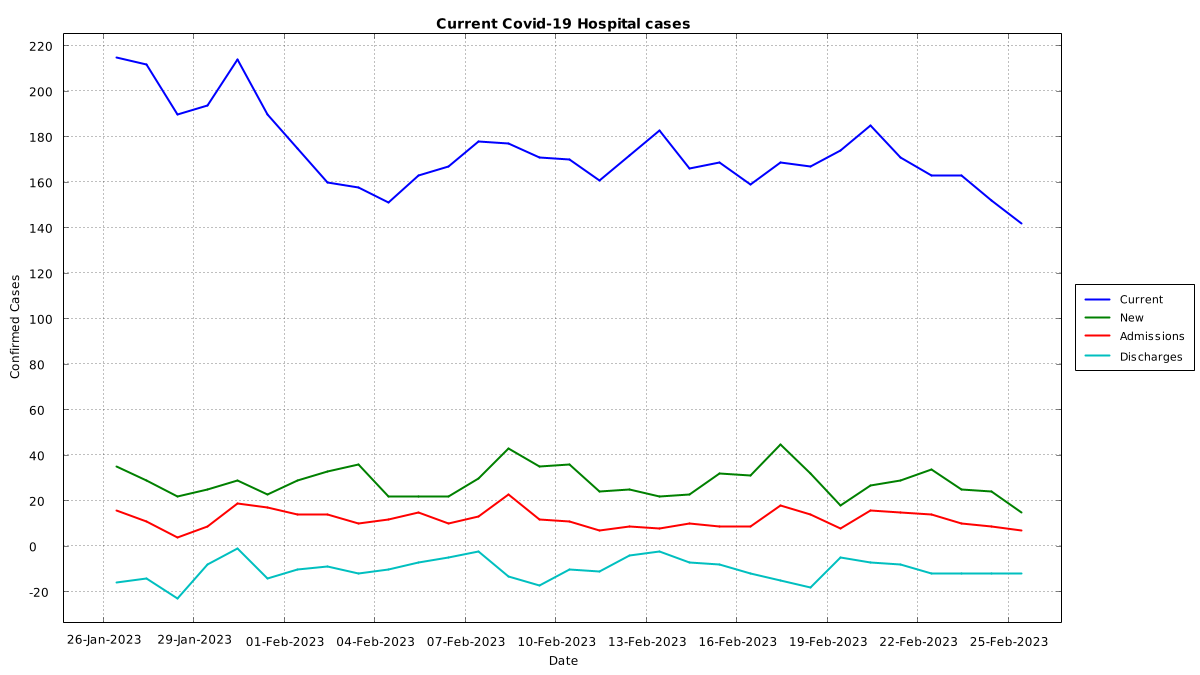 Current Covid-19 Hospital cases
220
200
180
160
140
120
100
80
60
40
20
0
-20
Confirmed Cases
26-Jan-2023 29-Jan-2023 01-Feb-2023 04-Feb-2023 07-Feb-2023 10-Feb-2023 13-Feb-2023 16-Feb-2023 19-Feb-2023 22-Feb-2023 25-Feb-2023
Date
Current
New
Admissions
Discharges